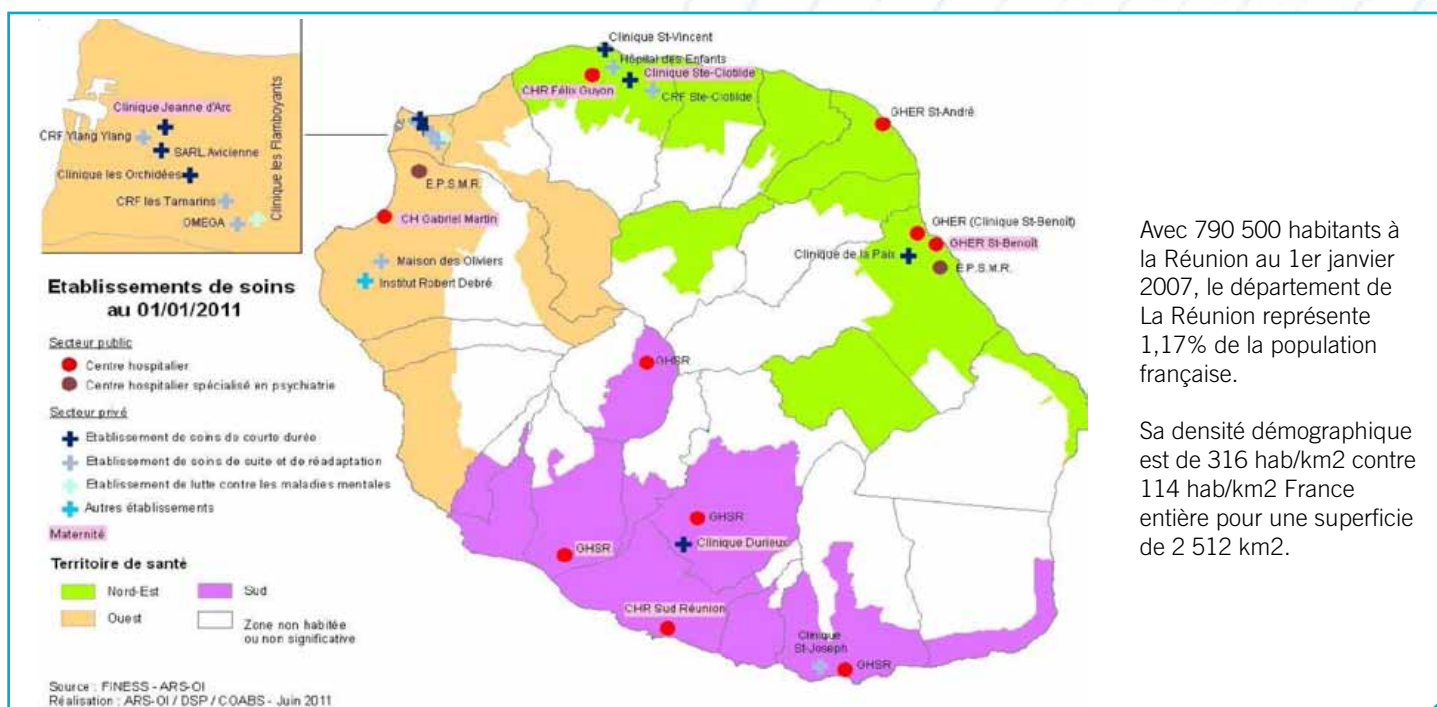 Clinique Jeanne d'Arc
CRF Ylang Ylang
SARL Avicienne
Clinique les Orchidées
CRF les Tamarins
OMEGA
Clinique les Flamboyants
Clinique St-Vincent
Hôpital des Enfants
Clinique Ste-Clotilde
CHR Félix Guyon
CRF Ste-Clotilde
GHER St-André
E.P.S.M.R.
CH Gabriel Martin
GHER (Clinique St-Benoît)
GHER St-Benoît
Clinique de la Paix
E.P.S.M.R.
Maison des Oliviers
Institut Robert Debré
GHSR
GHSR
Clinique Durieux
GHSR
CHR Sud Réunion
Clinique
St-Joseph
GHSR
Etablissements de soins
au 01/01/2011
Secteur public
Centre hospitalier
Centre hospitalier spécialisé en psychiatrie
Secteur privé
Etablissement de soins de courte durée
Etablissement de soins de suite et de réadaptation
Etablissement de lutte contre les maladies mentales
Autres établissements
Maternité
Territoire de santé
Nord-Est
Sud
Ouest
Zone non habitée
ou non significative
Source : FINESS - ARS-OI
Réalisation : ARS-OI / DSP / COABS - Juin 2011
Avec 790 500 habitants à
la Réunion au 1er janvier
2007, le département de
La Réunion représente
1,17% de la population
française.
Sa densité démographique
est de 316 hab/km2 contre
114 hab/km2 France
entière pour une superficie
de 2 512 km2.